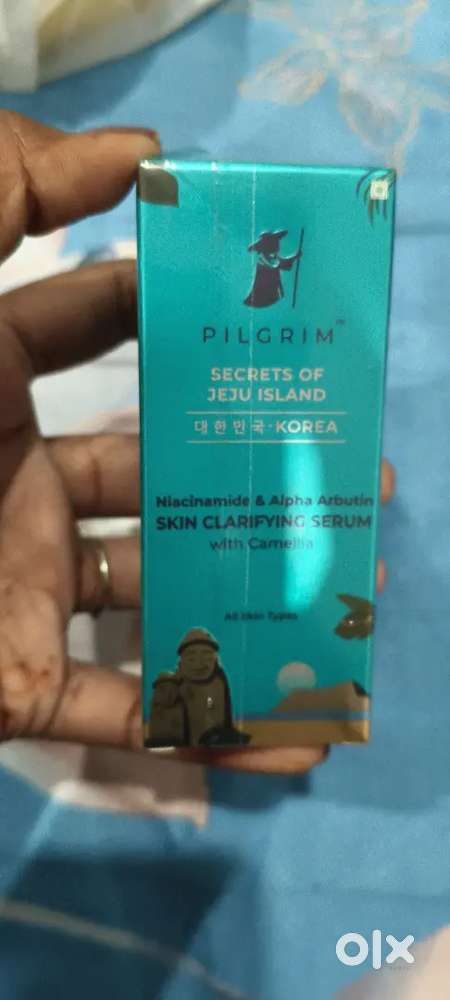 PILGRIM™
SECRETS OF
JEJU ISLAND
대한민국·KOREA
Niacinamide & Alpha Arbutin
SKIN CLARIFYING SERUM
with Camellia
All Skin Types
olx